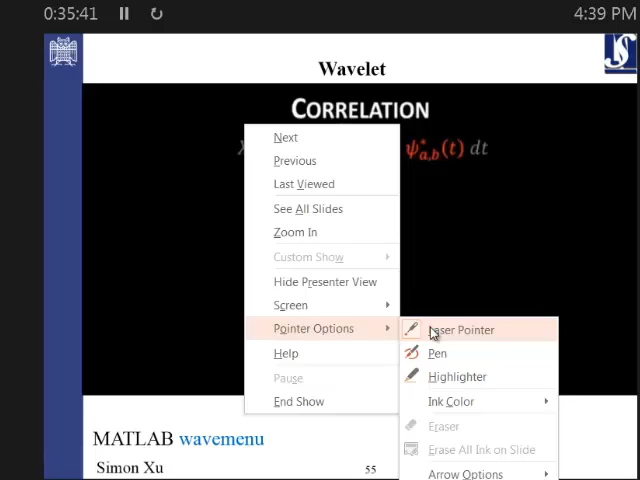 0:35:41
4:39 PM
Wavelet
CORRELATION
ψ*a,b(t) dt
Next
Previous
Last Viewed
See All Slides
Zoom In
Custom Show
Hide Presenter View
Screen
Pointer Options
Help
Pause
End Show
Laser Pointer
Pen
Highlighter
Ink Color
Eraser
Erase All Ink on Slide
Arrow Options
MATLAB wavemenu
Simon Xu
55